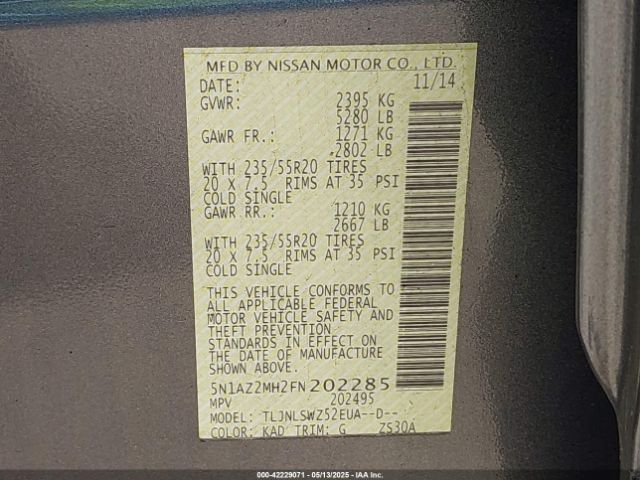 MFD BY NISSAN MOTOR CO., LTD.
DATE: 11/14
GVWR: 2395 KG
5280 LB
GAWR FR.: 1271 KG
2802 LB
WITH 235/55R20 TIRES
20 X 7.5 RIMS AT 35 PSI
COLD SINGLE
GAWR RR.: 1210 KG
2667 LB
WITH 235/55R20 TIRES
20 X 7.5 RIMS AT 35 PSI
COLD SINGLE
THIS VEHICLE CONFORMS TO
ALL APPLICABLE FEDERAL
MOTOR VEHICLE SAFETY AND
THEFT PREVENTION
STANDARDS IN EFFECT ON
THE DATE OF MANUFACTURE
SHOWN ABOVE.
5N1AZ2MH2FN202285
MPV 202495
MODEL: TLJNLSWZ52EUA--D--
COLOR: KAD TRIM: G ZS30A
000-42229071 - 05/13/2025 - IAA Inc.